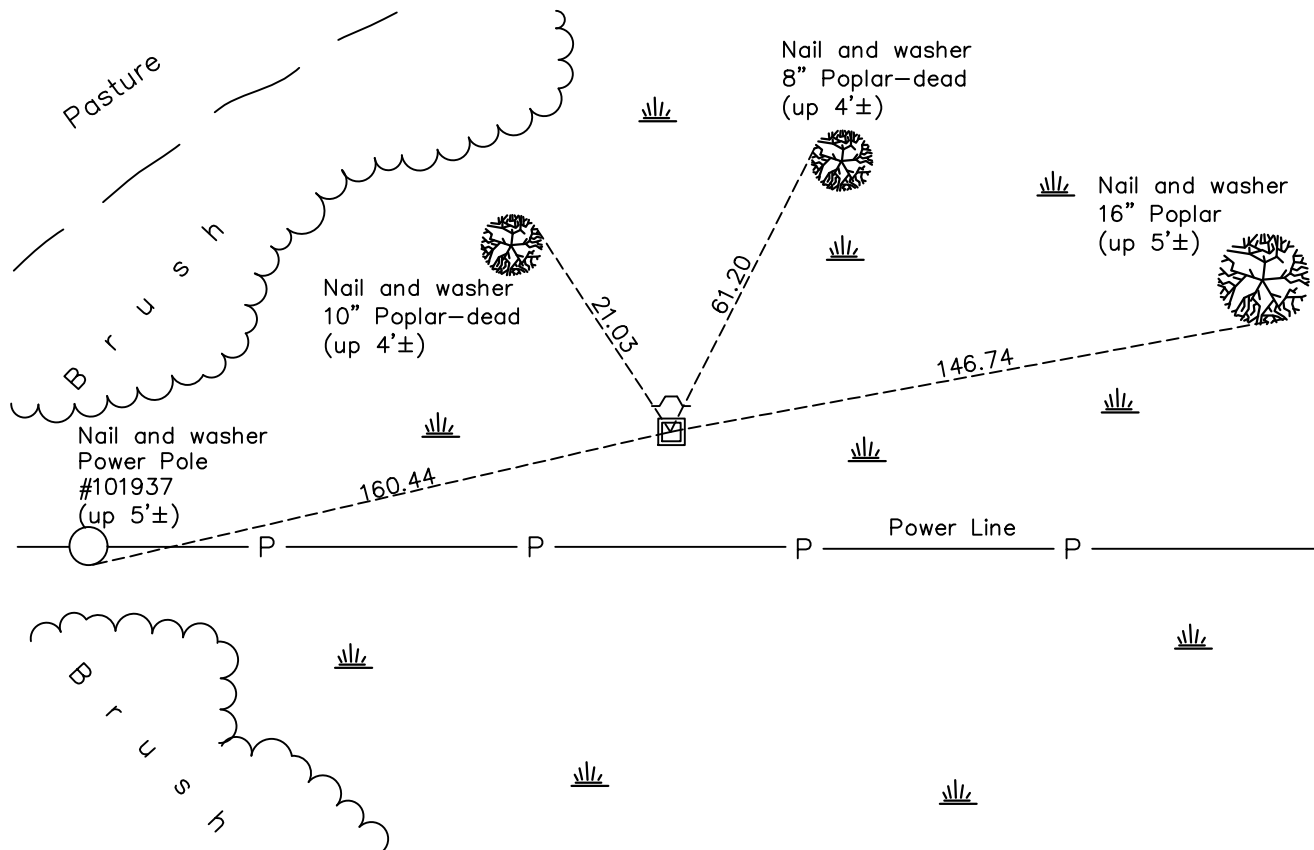 Pasture
Nail and washer
8” Poplar–dead
(up 4’±)
Nail and washer
16” Poplar
(up 5’±)
Brush
Nail and washer
10” Poplar–dead
(up 4’±)
21.03
61.20
146.74
Nail and washer
Power Pole
#101937
(up 5’±)
160.44
Power Line
P P P P
Brush